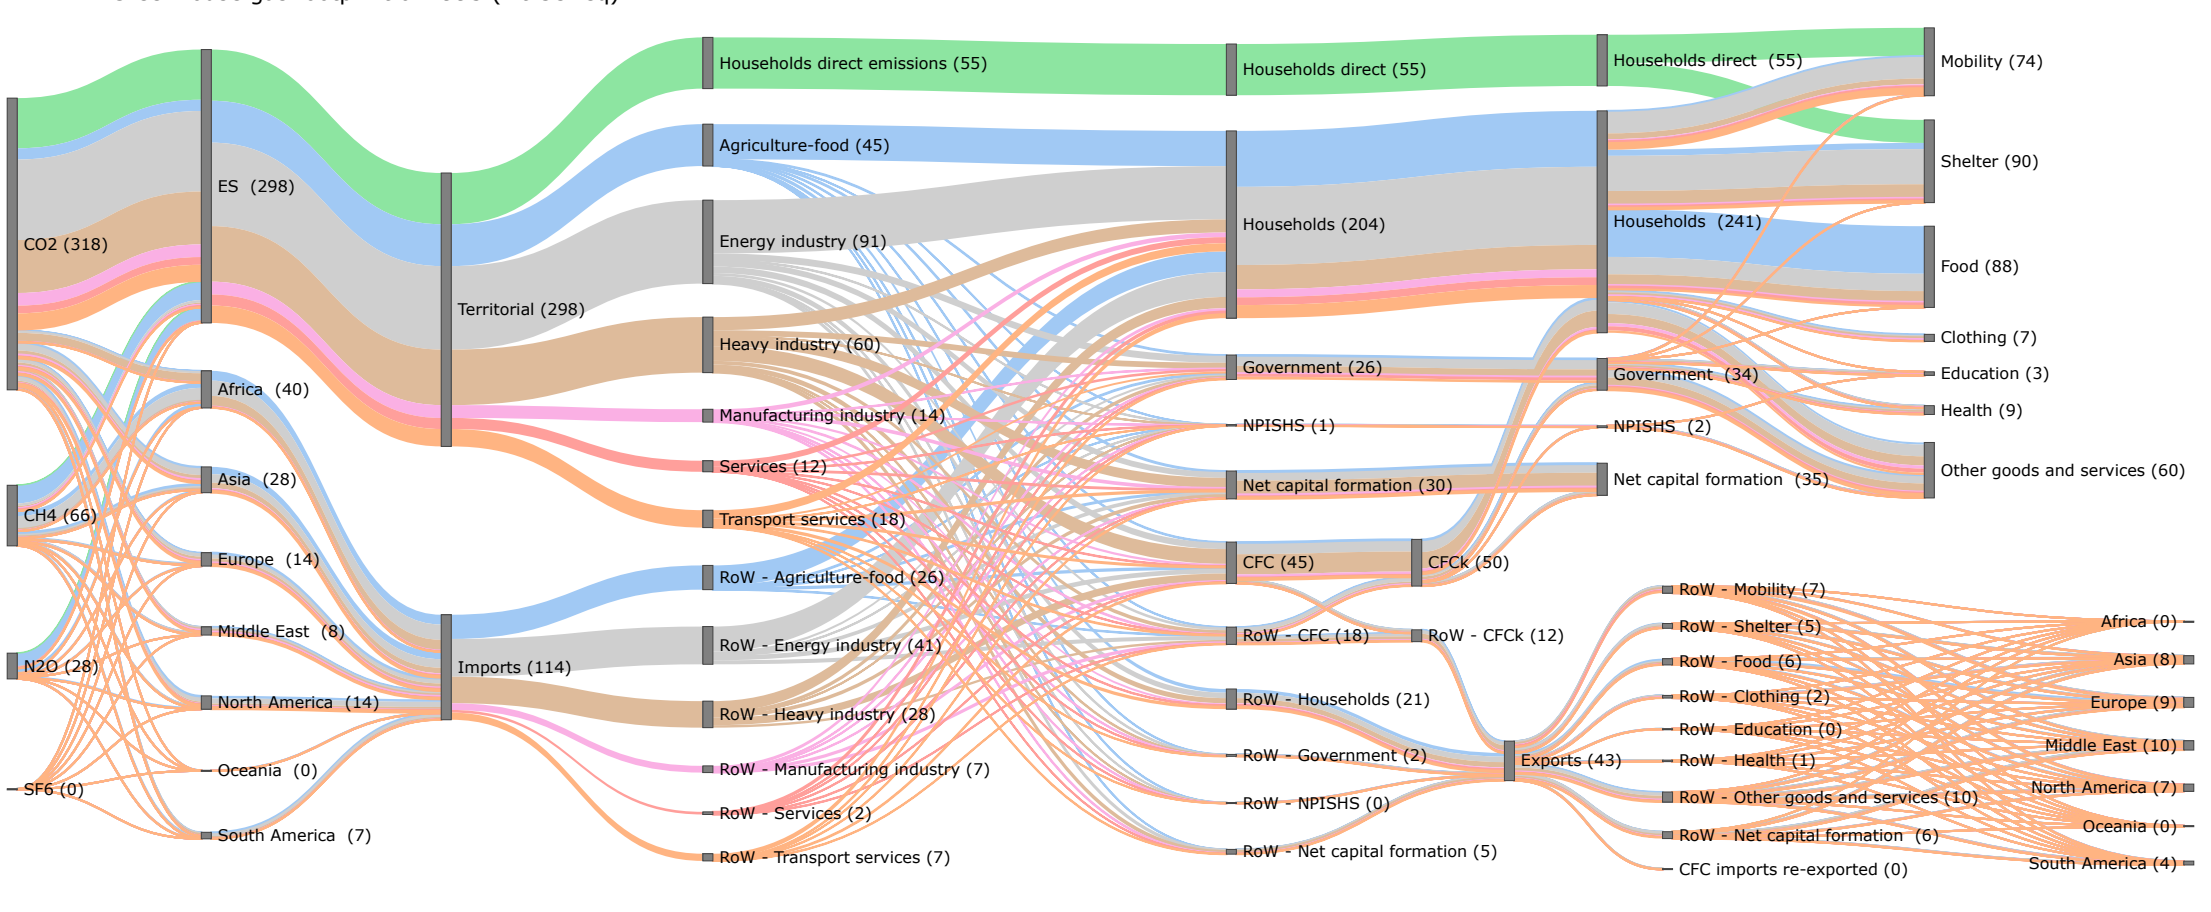 CO2 (318)
CH4 (66)
N2O (28)
SF6 (0)
ES (298)
Africa (40)
Asia (28)
Europe (14)
Middle East (8)
North America (14)
Oceania (0)
South America (7)
Territorial (298)
Imports (114)
Households direct emissions (55)
Agriculture-food (45)
Energy industry (91)
Heavy industry (60)
Manufacturing industry (14)
Services (12)
Transport services (18)
RoW - Agriculture-food (26)
RoW - Energy industry (41)
RoW - Heavy industry (28)
RoW - Manufacturing industry (7)
RoW - Services (2)
RoW - Transport services (7)
Households direct (55)
Households (204)
Government (26)
NPISHS (1)
Net capital formation (30)
CFC (45)
RoW - CFC (18)
RoW - Households (21)
RoW - Government (2)
RoW - NPISHS (0)
RoW - Net capital formation (5)
CFCk (50)
RoW - CFCk (12)
Exports (43)
Households direct (55)
Households (241)
Government (34)
NPISHS (2)
Net capital formation (35)
RoW - Mobility (7)
RoW - Shelter (5)
RoW - Food (6)
RoW - Clothing (2)
RoW - Education (0)
RoW - Health (1)
RoW - Other goods and services (10)
RoW - Net capital formation (6)
CFC imports re-exported (0)
Mobility (74)
Shelter (90)
Food (88)
Clothing (7)
Education (3)
Health (9)
Other goods and services (60)
Africa (0)
Asia (8)
Europe (9)
Middle East (10)
North America (7)
Oceania (0)
South America (4)